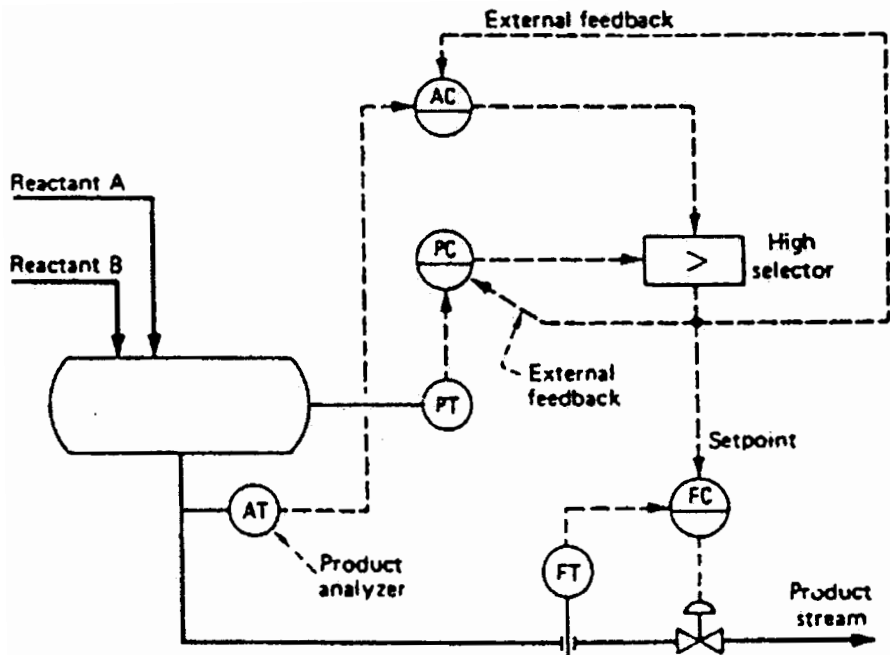 External feedback
AC
Reactant A
Reactant B
PC
>
High
selector
External
feedback
PT
Setpoint
AT
FC
Product
analyzer
FT
Product
stream